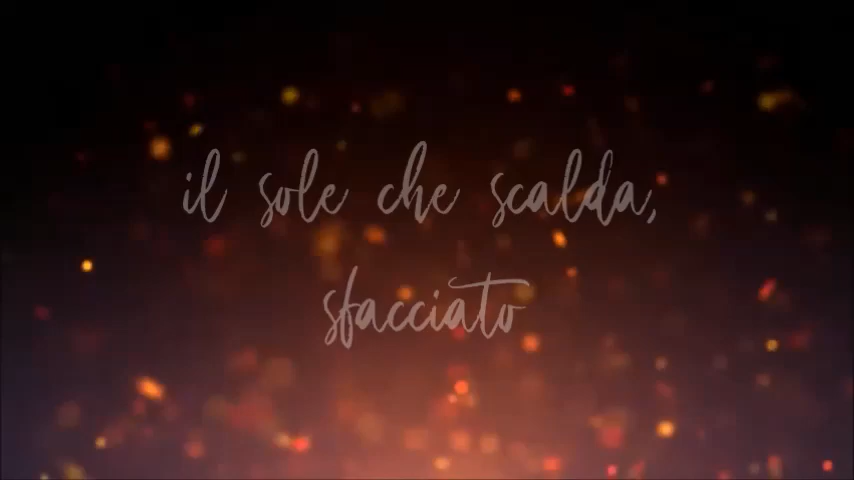 il sole che scalda,
sfacciato